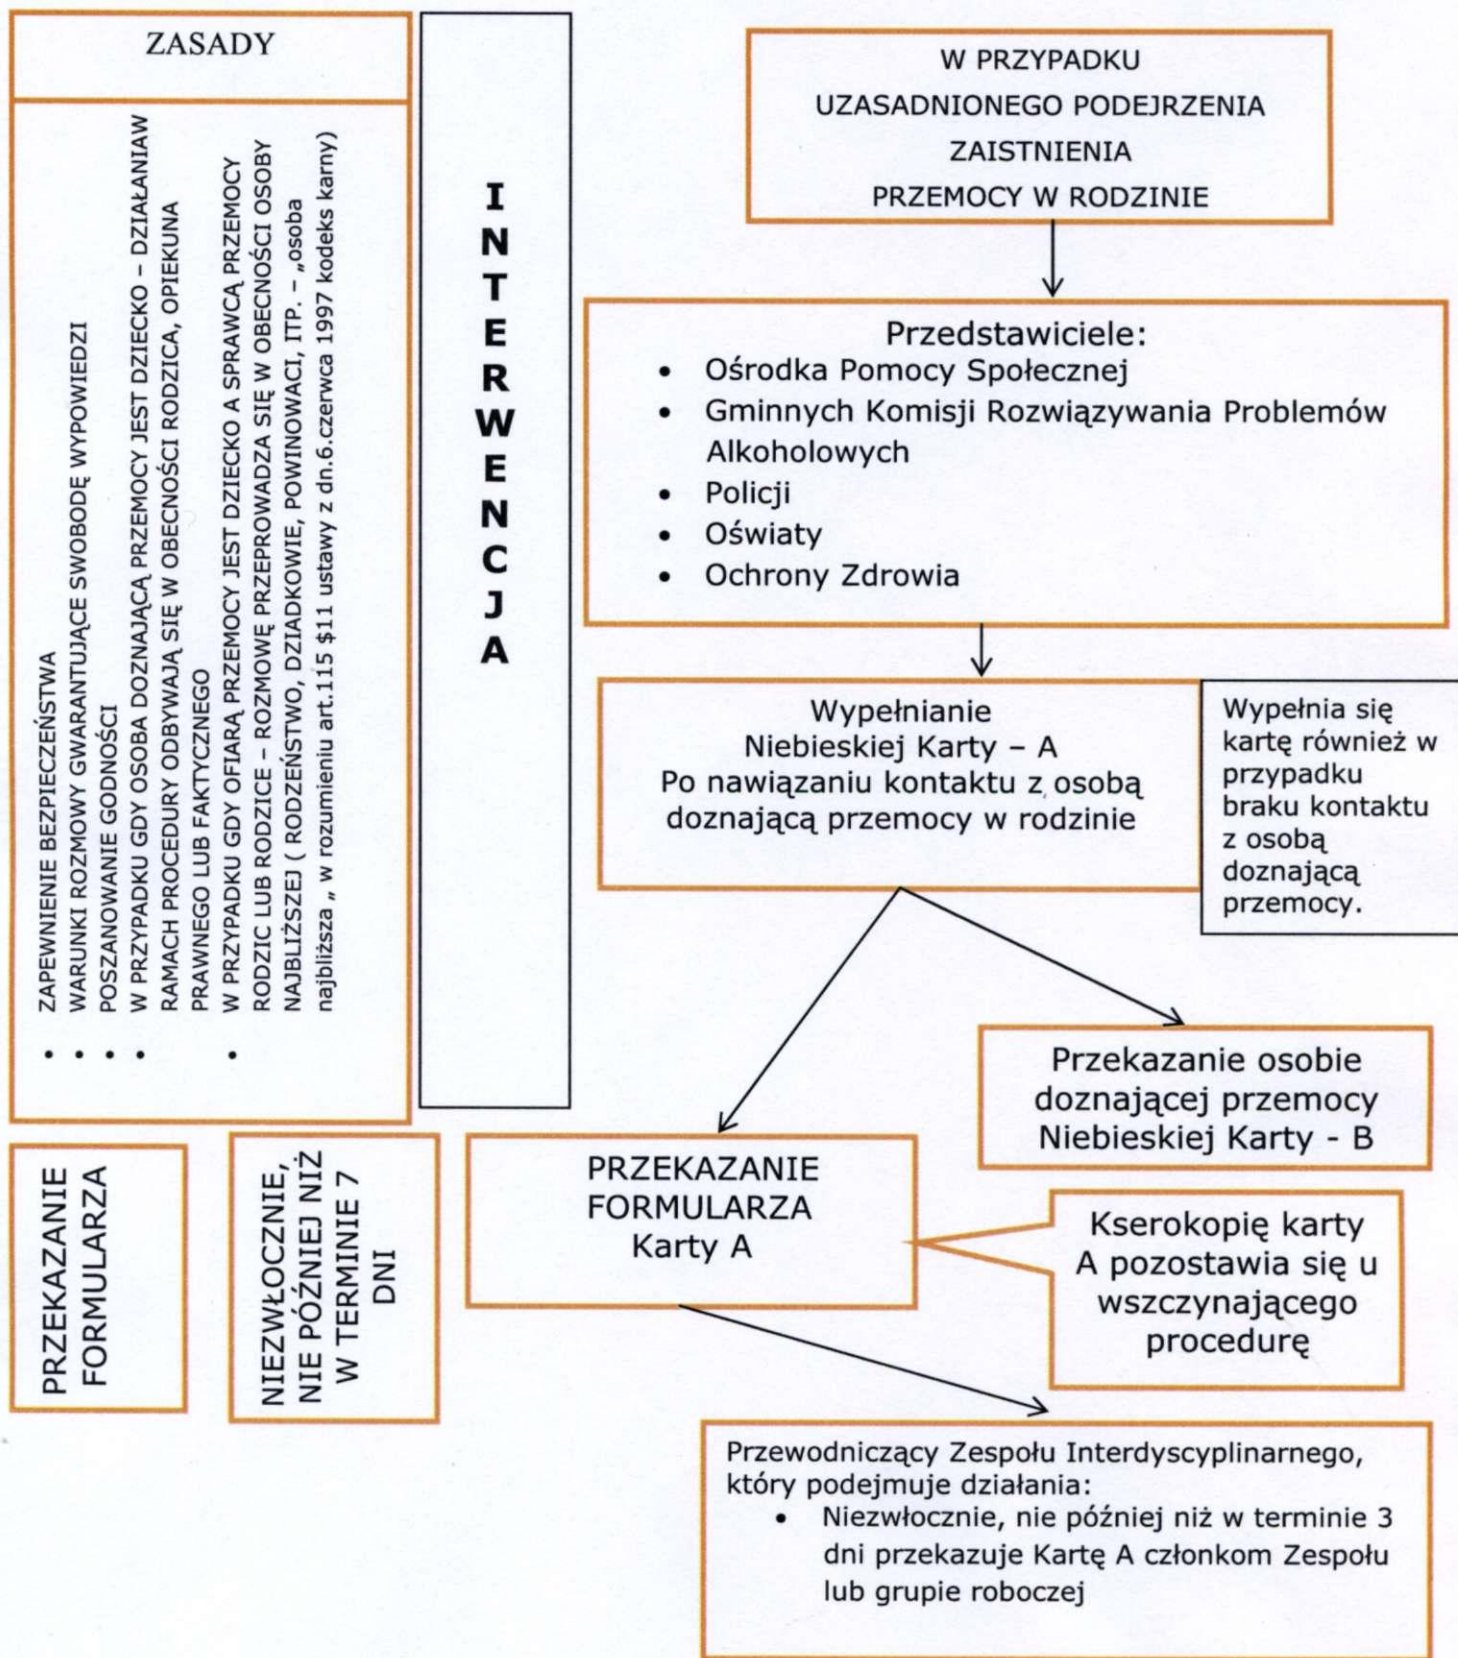 ZASADY
ZAPEWNIENIE BEZPIECZEŃSTWA
WARUNKI ROZMOWY GWARANTUJĄCE SWOBODĘ WYPOWIEDZI
POSZANOWANIE GODNOŚCI
W PRZYPADKU GDY OSOBA DOZNAJĄCĄ PRZEMOCY JEST DZIECKO – DZIAŁANIAW
RAMACH PROCEDURY ODBYWAJĄ SIĘ W OBECNOŚCI RODZICA, OPIEKUNA
PRAWNEGO LUB FAKTYCZNEGO
W PRZYPADKU GDY OFIARĄ PRZEMOCY JEST DZIECKO A SPRAWCĄ PRZEMOCY
RODZIC LUB RODZICE – ROZMOWĘ PRZEPROWADZA SIĘ W OBECNOŚCI OSOBY
NAJBLIŻSZEJ ( RODZEŃSTWO, DZIADKOWIE, POWINOWACI, ITP. – „osoba
najbliższa „ w rozumieniu art.115 $11 ustawy z dn.6.czerwca 1997 kodeks karny)
INTERWENCJA
W PRZYPADKU
UZASADNIONEGO PODEJRZENIA
ZAISTNIENIA
PRZEMOCY W RODZINIE
Przedstawiciele:
• Ośrodka Pomocy Społecznej
• Gminnych Komisji Rozwiązywania Problemów
Alkoholowych
• Policji
• Oświaty
• Ochrony Zdrowia
Wypełnianie
Niebieskiej Karty – A
Po nawiązaniu kontaktu z osobą
doznającą przemocy w rodzinie
Wypełnia się
kartę również w
przypadku
braku kontaktu
z osobą
doznającą
przemocy.
Przekazanie osobie
doznającej przemocy
Niebieskiej Karty - B
PRZEKAZANIE
FORMULARZA
NIEZWŁOCZNIE,
NIE PÓŹNIEJ NIŻ
W TERMINIE 7
DNI
PRZEKAZANIE
FORMULARZA
Karty A
Kserokopię karty
A pozostawia się u
wszczynającego
procedurę
Przewodniczący Zespołu Interdyscyplinarnego,
który podejmuje działania:
• Niezwłocznie, nie później niż w terminie 3
dni przekazuje Kartę A członkom Zespołu
lub grupie roboczej